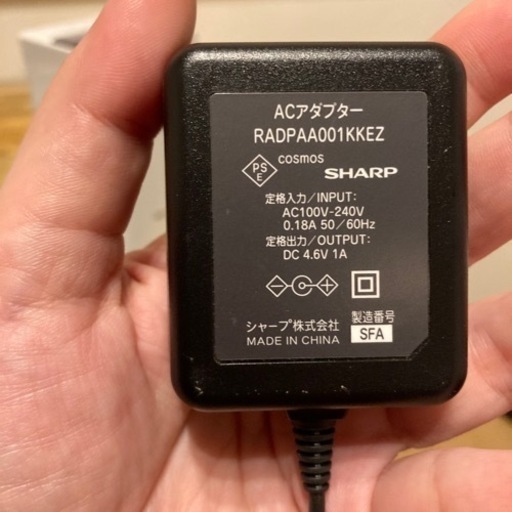 ACアダプター
RADPAA001KKEZ
PS
E
cosmos SHARP
定格入力/INPUT:
AC100V-240V
0.18A 50/60Hz
定格出力/OUTPUT:
DC 4.6V 1A
シャープ株式会社 製造番号
MADE IN CHINA SFA